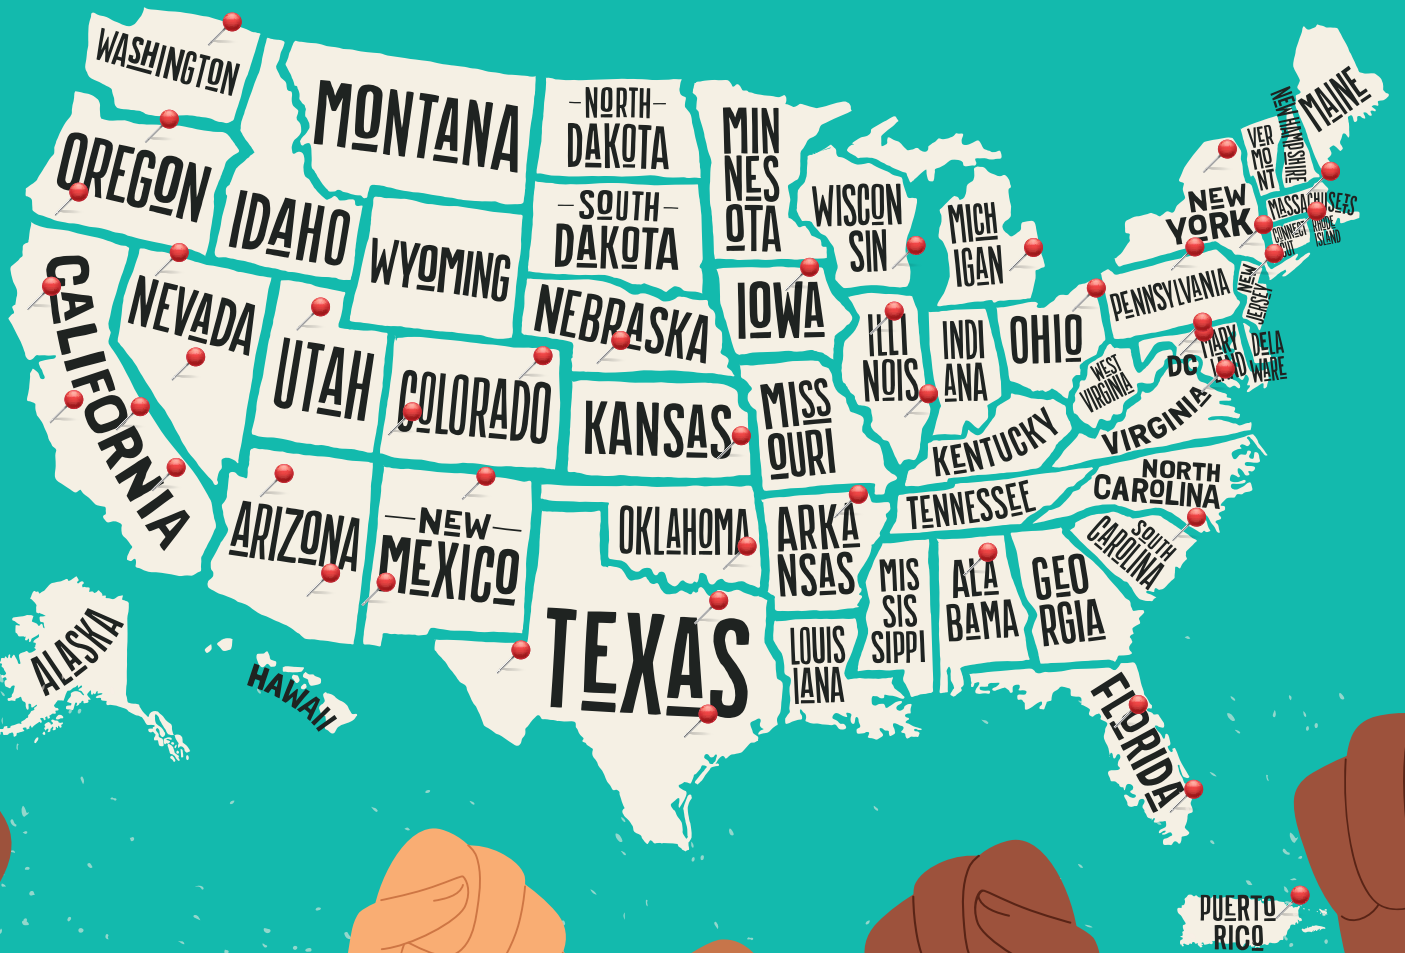 WASHINGTON
MONTANA
NORTH
DAKOTA
MIN
NES
OTA
MAINE
NEW HAMPSHIRE
VER
MO
NT
OREGON
IDAHO
WYOMING
SOUTH
DAKOTA
WISCON
SIN
MICH
IGAN
NEW
YORK
MASSACHUSETS
CONNECT
CUT
RHODE
ISLAND
CALIFORNIA
NEVADA
UTAH
COLORADO
NEBRASKA
IOWA
ILLI
NOIS
INDI
ANA
OHIO
PENNSYLVANIA
NEW
JERSEY
MARY
LAND
DELA
WARE
DC
WEST
VIRGINIA
VIRGINIA
KANSAS
MISS
OURI
KENTUCKY
NORTH
CAROLINA
TENNESSEE
ARIZONA
NEW
MEXICO
OKLAHOMA
ARKA
NSAS
SOUTH
CAROLINA
MIS
SIS
SIPPI
ALA
BAMA
GEO
RGIA
TEXAS
LOUIS
IANA
ALASKA
HAWAII
FLORIDA
PUERTO
RICO